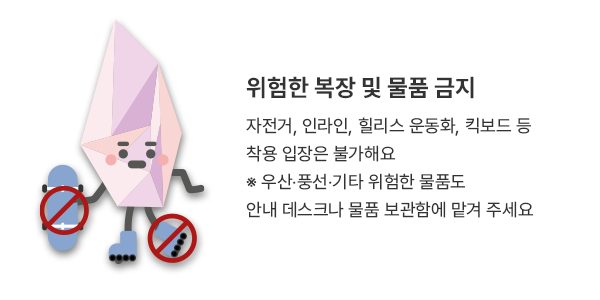 위험한 복장 및 물품 금지
자전거, 인라인, 힐리스 운동화, 킥보드 등
착용 입장은 불가해요
※ 우산·풍선·기타 위험한 물품도
안내 데스크나 물품 보관함에 맡겨 주세요